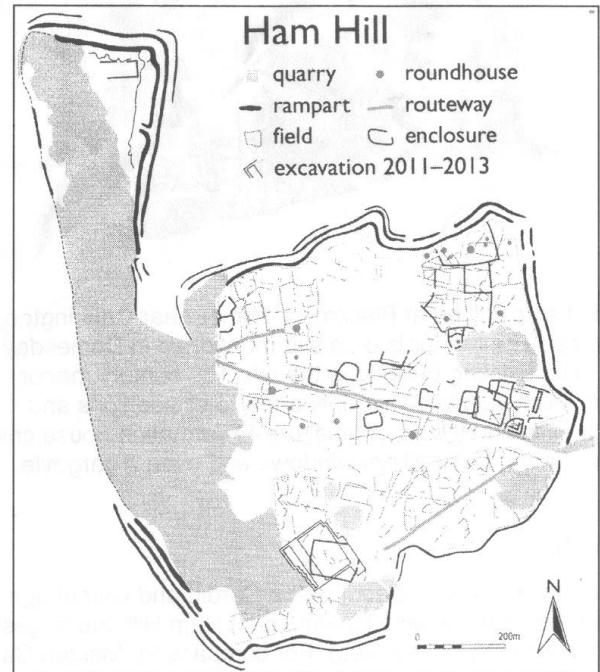 Ham Hill
quarry
roundhouse
rampart
routeway
field
enclosure
excavation 2011–2013
N
0
200m